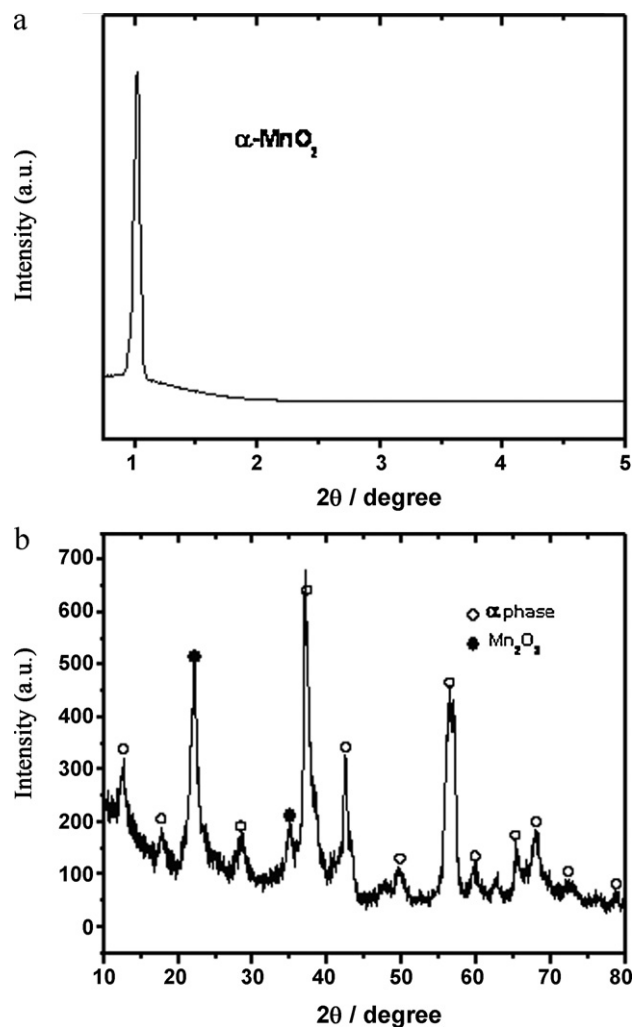 a
Intensity (a.u.)
α-MnO₂
1 2 3 4 5
2θ / degree
b
Intensity (a.u.)
700
600
500
400
300
200
100
0
α phase
Mn₂O₃
10 20 30 40 50 60 70 80
2θ / degree